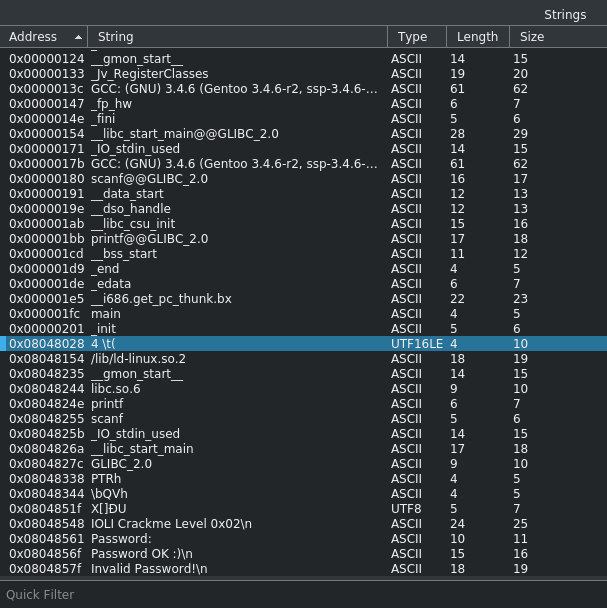 Strings
Address String Type Length Size
0x00000124 __gmon_start__ ASCII 14 15
0x00000133 _Jv_RegisterClasses ASCII 19 20
0x0000013c GCC: (GNU) 3.4.6 (Gentoo 3.4.6-r2, ssp-3.4.6-... ASCII 61 62
0x00000147 _fp_hw ASCII 6 7
0x0000014e _fini ASCII 5 6
0x00000154 __libc_start_main@@GLIBC_2.0 ASCII 28 29
0x00000171 _IO_stdin_used ASCII 14 15
0x0000017b GCC: (GNU) 3.4.6 (Gentoo 3.4.6-r2, ssp-3.4.6-... ASCII 61 62
0x00000180 scanf@@GLIBC_2.0 ASCII 16 17
0x00000191 __data_start ASCII 12 13
0x0000019e __dso_handle ASCII 12 13
0x000001ab __libc_csu_init ASCII 15 16
0x000001bb printf@@GLIBC_2.0 ASCII 17 18
0x000001cd __bss_start ASCII 11 12
0x000001d9 _end ASCII 4 5
0x000001de _edata ASCII 6 7
0x000001e5 __i686.get_pc_thunk.bx ASCII 22 23
0x000001fc main ASCII 4 5
0x00000201 _init ASCII 5 6
0x08048028 4 \t( UTF16LE 4 10
0x08048154 /lib/ld-linux.so.2 ASCII 18 19
0x08048235 __gmon_start__ ASCII 14 15
0x08048244 libc.so.6 ASCII 9 10
0x0804824e printf ASCII 6 7
0x08048255 scanf ASCII 5 6
0x0804825b _IO_stdin_used ASCII 14 15
0x0804826a __libc_start_main ASCII 17 18
0x0804827c GLIBC_2.0 ASCII 9 10
0x08048338 PTRh ASCII 4 5
0x08048344 \bQVh ASCII 4 5
0x0804851f X[]ÐU UTF8 5 7
0x08048548 IOLI Crackme Level 0x02\n ASCII 24 25
0x08048561 Password: ASCII 10 11
0x0804856f Password OK :)\n ASCII 15 16
0x0804857f Invalid Password!\n ASCII 18 19
Quick Filter